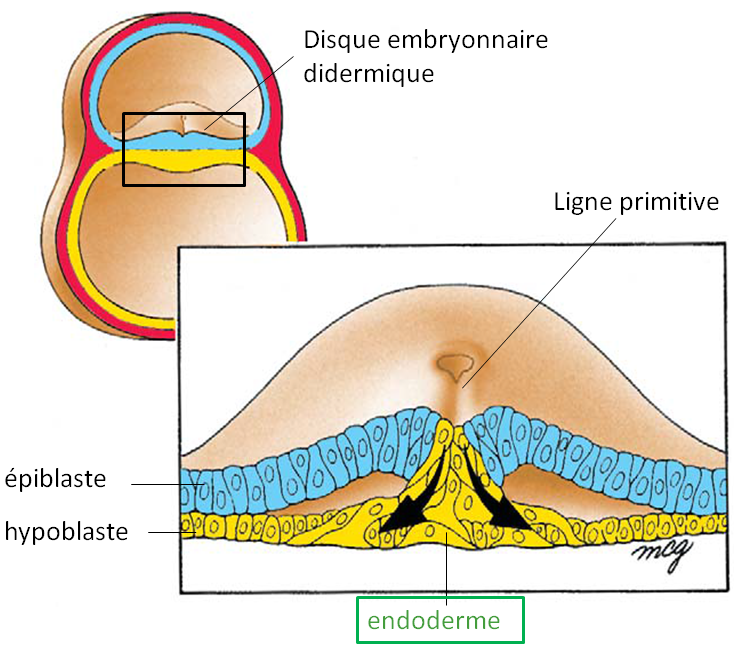 Disque embryonnaire
didermique
Ligne primitive
épiblaste
hypoblaste
mcg
endoderme